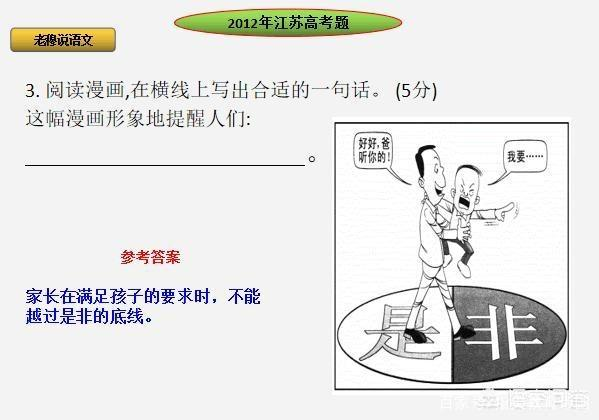 2012年江苏高考题
老穆说语文
3. 阅读漫画,在横线上写出合适的一句话。 (5分)
这幅漫画形象地提醒人们:
。
好好,爸
听你的!
我要……
参考答案
家长在满足孩子的要求时，不能
越过是非的底线。
是 非